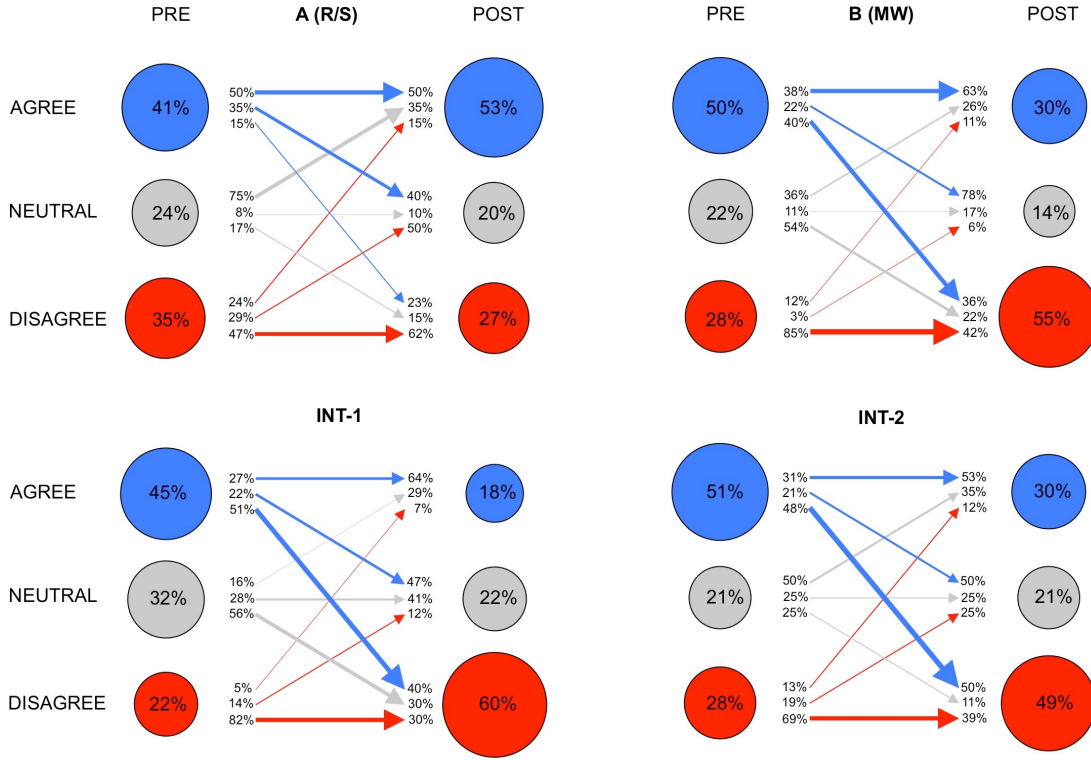 PRE A (R/S) POST PRE B (MW) POST
50% 50% 38% 63%
AGREE 41% 35% 35% 53% 50% 22% 26% 30%
15% 15% 40% 11%
75% 40% 36% 78%
NEUTRAL 24% 8% 10% 20% 22% 11% 17% 14%
17% 50% 54% 6%
24% 23% 12% 36%
DISAGREE 35% 29% 15% 27% 28% 3% 22% 55%
47% 62% 85% 42%
INT-1 INT-2
27% 64% 31% 53%
AGREE 45% 22% 29% 18% 51% 21% 35% 30%
51% 7% 48% 12%
16% 47% 50% 50%
NEUTRAL 32% 28% 41% 22% 21% 25% 25% 21%
56% 12% 25% 25%
5% 40% 13% 50%
DISAGREE 22% 14% 30% 60% 28% 19% 11% 49%
82% 30% 69% 39%